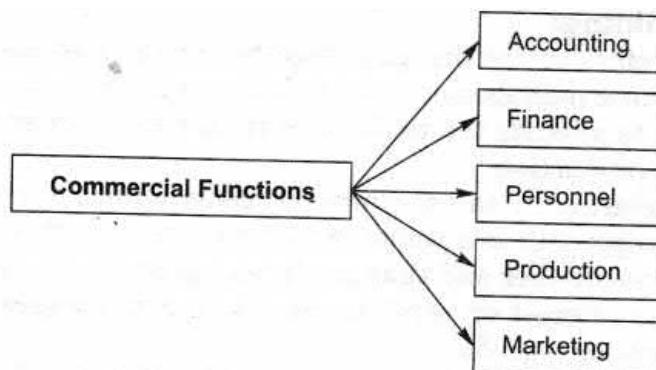 Accounting
Finance
Commercial Functions
Personnel
Production
Marketing